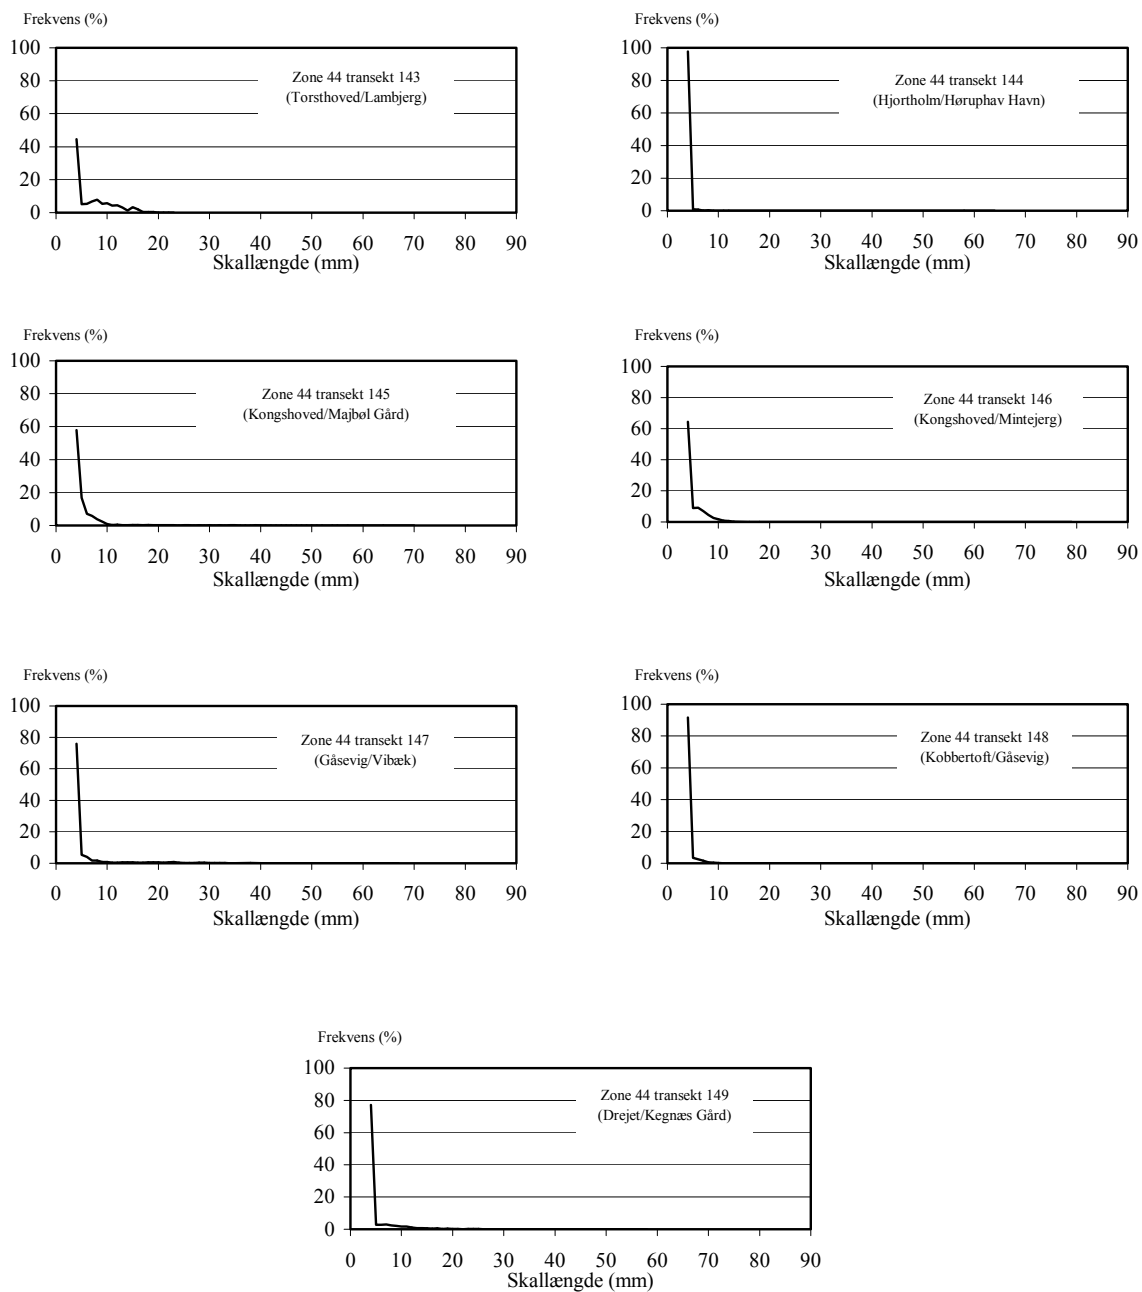 Frekvens (%)
100
80
60
40
20
0
Zone 44 transekt 143
(Torsthoved/Lambjerg)
0 10 20 30 40 50 60 70 80 90
Skallængde (mm)
Frekvens (%)
100
80
60
40
20
0
Zone 44 transekt 144
(Hjortholm/Høruphav Havn)
0 10 20 30 40 50 60 70 80 90
Skallængde (mm)
Frekvens (%)
100
80
60
40
20
0
Zone 44 transekt 145
(Kongshoved/Majbøl Gård)
0 10 20 30 40 50 60 70 80 90
Skallængde (mm)
Frekvens (%)
100
80
60
40
20
0
Zone 44 transekt 146
(Kongshoved/Mintejerg)
0 10 20 30 40 50 60 70 80 90
Skallængde (mm)
Frekvens (%)
100
80
60
40
20
0
Zone 44 transekt 147
(Gåsevig/Vibæk)
0 10 20 30 40 50 60 70 80 90
Skallængde (mm)
Frekvens (%)
100
80
60
40
20
0
Zone 44 transekt 148
(Kobbertoft/Gåsevig)
0 10 20 30 40 50 60 70 80 90
Skallængde (mm)
Frekvens (%)
100
80
60
40
20
0
Zone 44 transekt 149
(Drejet/Kegnæs Gård)
0 10 20 30 40 50 60 70 80 90
Skallængde (mm)